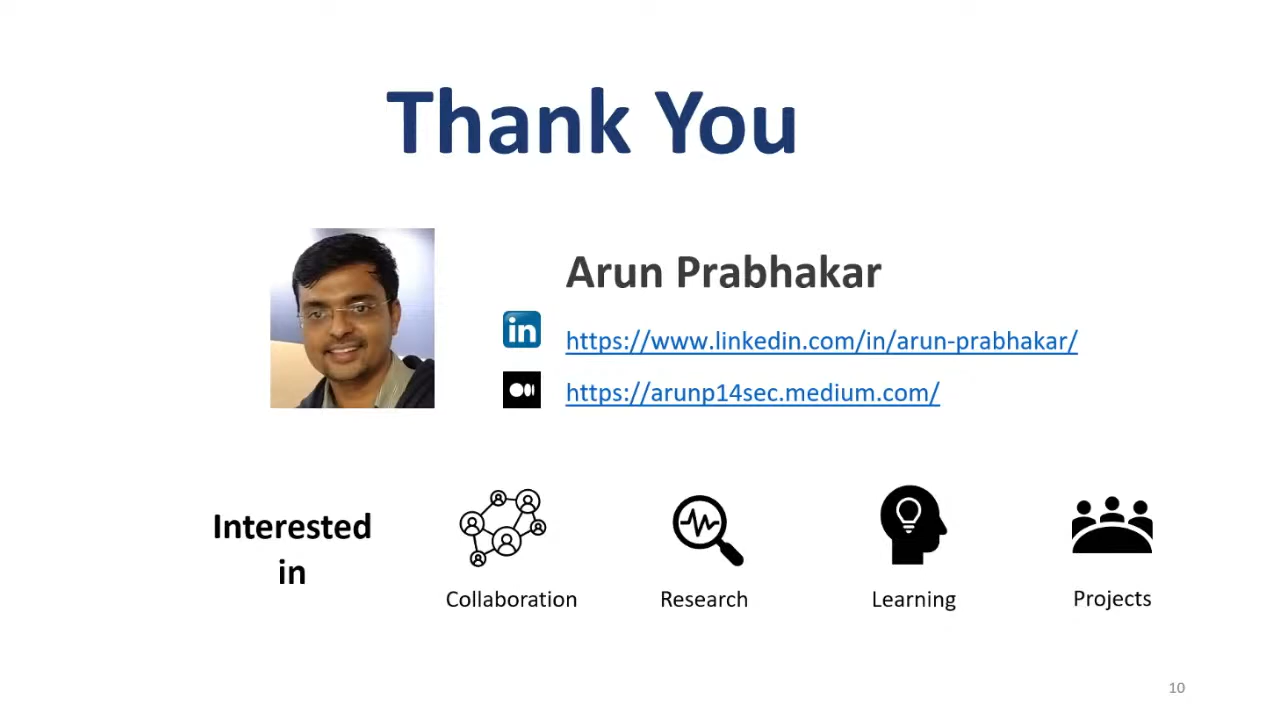 Thank You
Arun Prabhakar
in
https://www.linkedin.com/in/arun-prabhakar/
https://arunp14sec.medium.com/
Interested
in
Collaboration
Research
Learning
Projects
10